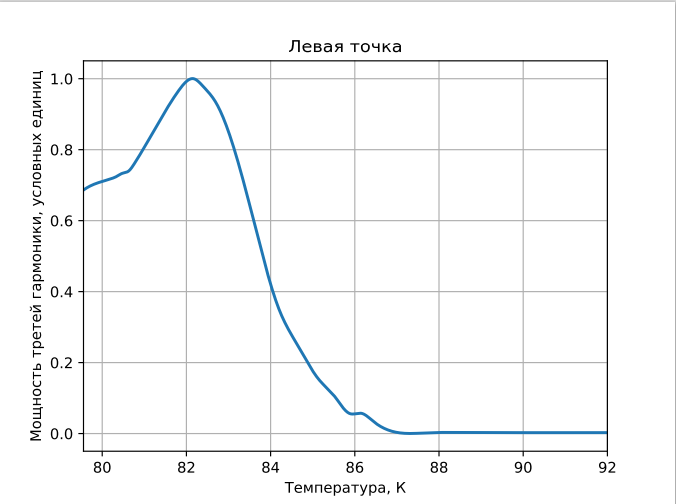 Левая точка
Мощность третей гармоники, условных единиц
1.0
0.8
0.6
0.4
0.2
0.0
80 82 84 86 88 90 92
Температура, К